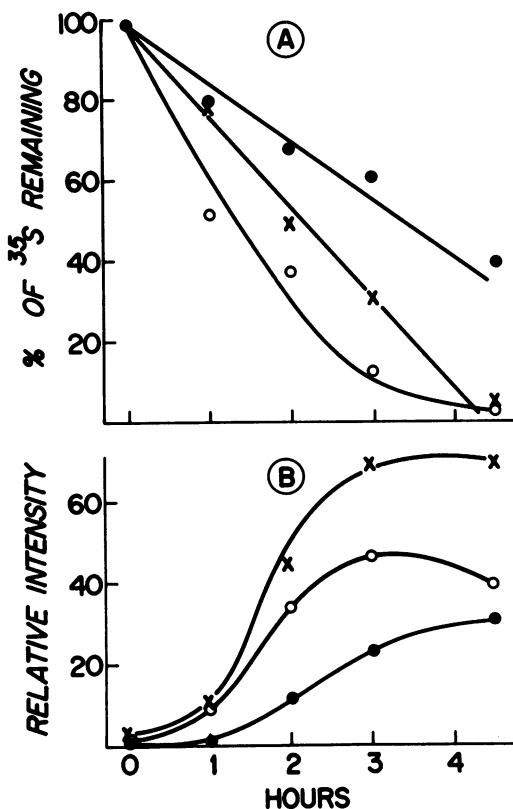 A
100
80
60
40
20
% OF ³⁵S REMAINING
B
60
40
20
RELATIVE INTENSITY
0 1 2 3 4
HOURS